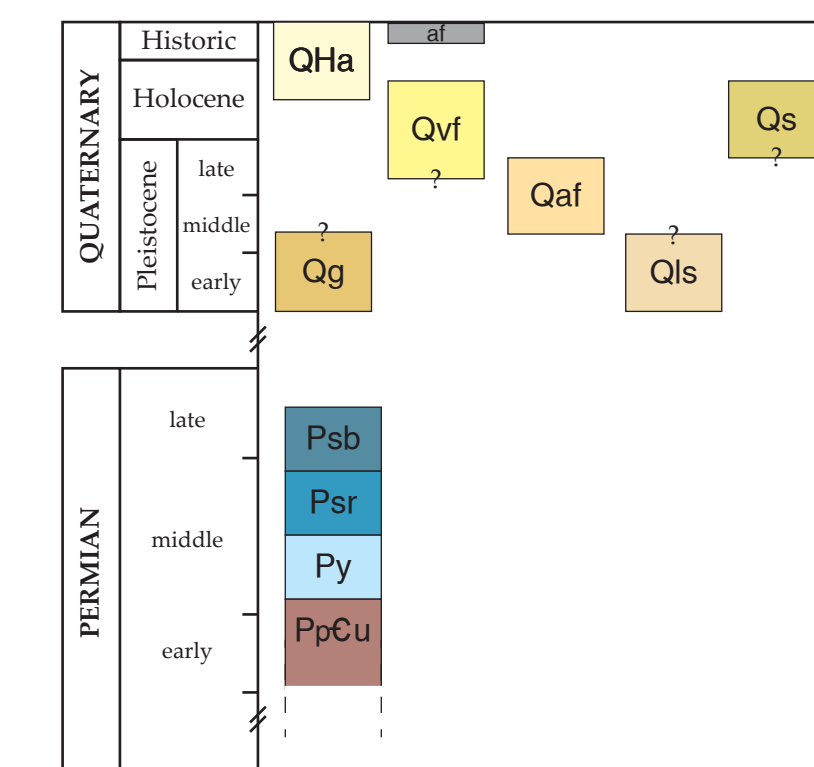 QUATERNARY
Historic
Holocene
Pleistocene
late
middle
early
QHa
af
Qvf
?
Qaf
Qs
?
?
Qg
?
Qls
PERMIAN
late
middle
early
Psb
Psr
Py
Pp€u